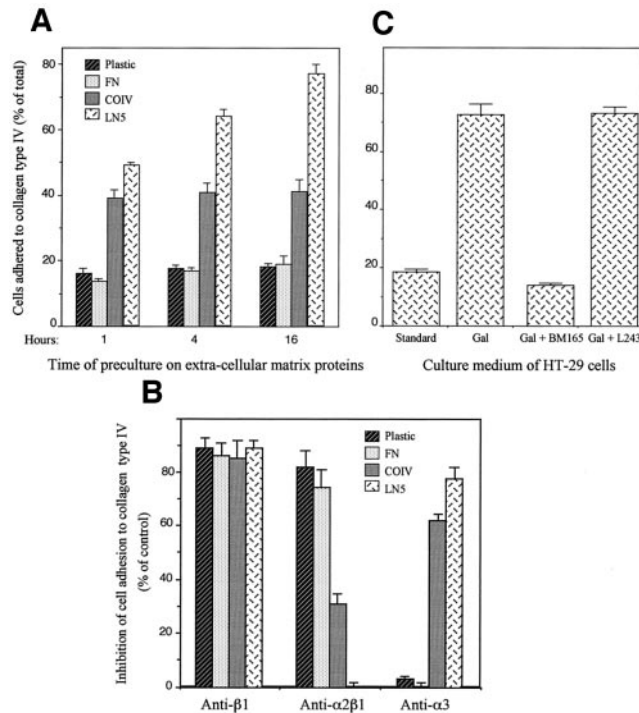 A
Cells adhered to collagen type IV (% of total)
80
60
40
20
0
Plastic
FN
COIV
LN5
Hours:
1
4
16
Time of preculture on extra-cellular matrix proteins
C
80
60
40
20
0
Standard
Gal
Gal + BM165
Gal + L243
Culture medium of HT-29 cells
B
Inhibition of cell adhesion to collagen type IV
(% of control)
80
60
40
20
0
Plastic
FN
COIV
LN5
Anti-β1
Anti-α2β1
Anti-α3